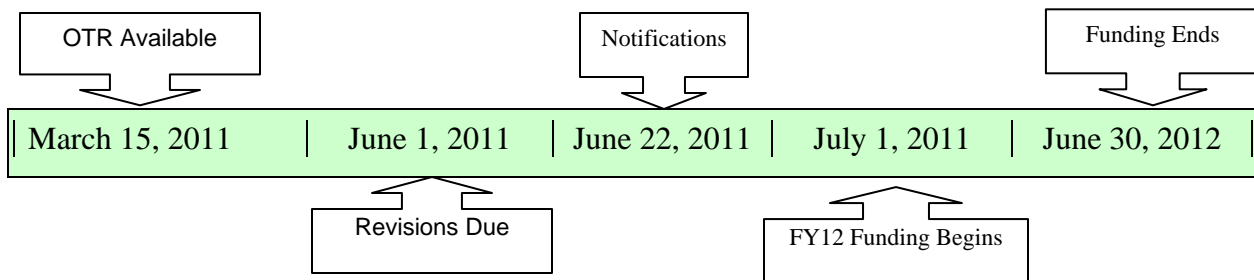 OTR Available
Notifications
Funding Ends
March 15, 2011
June 1, 2011
June 22, 2011
July 1, 2011
June 30, 2012
Revisions Due
FY12 Funding Begins